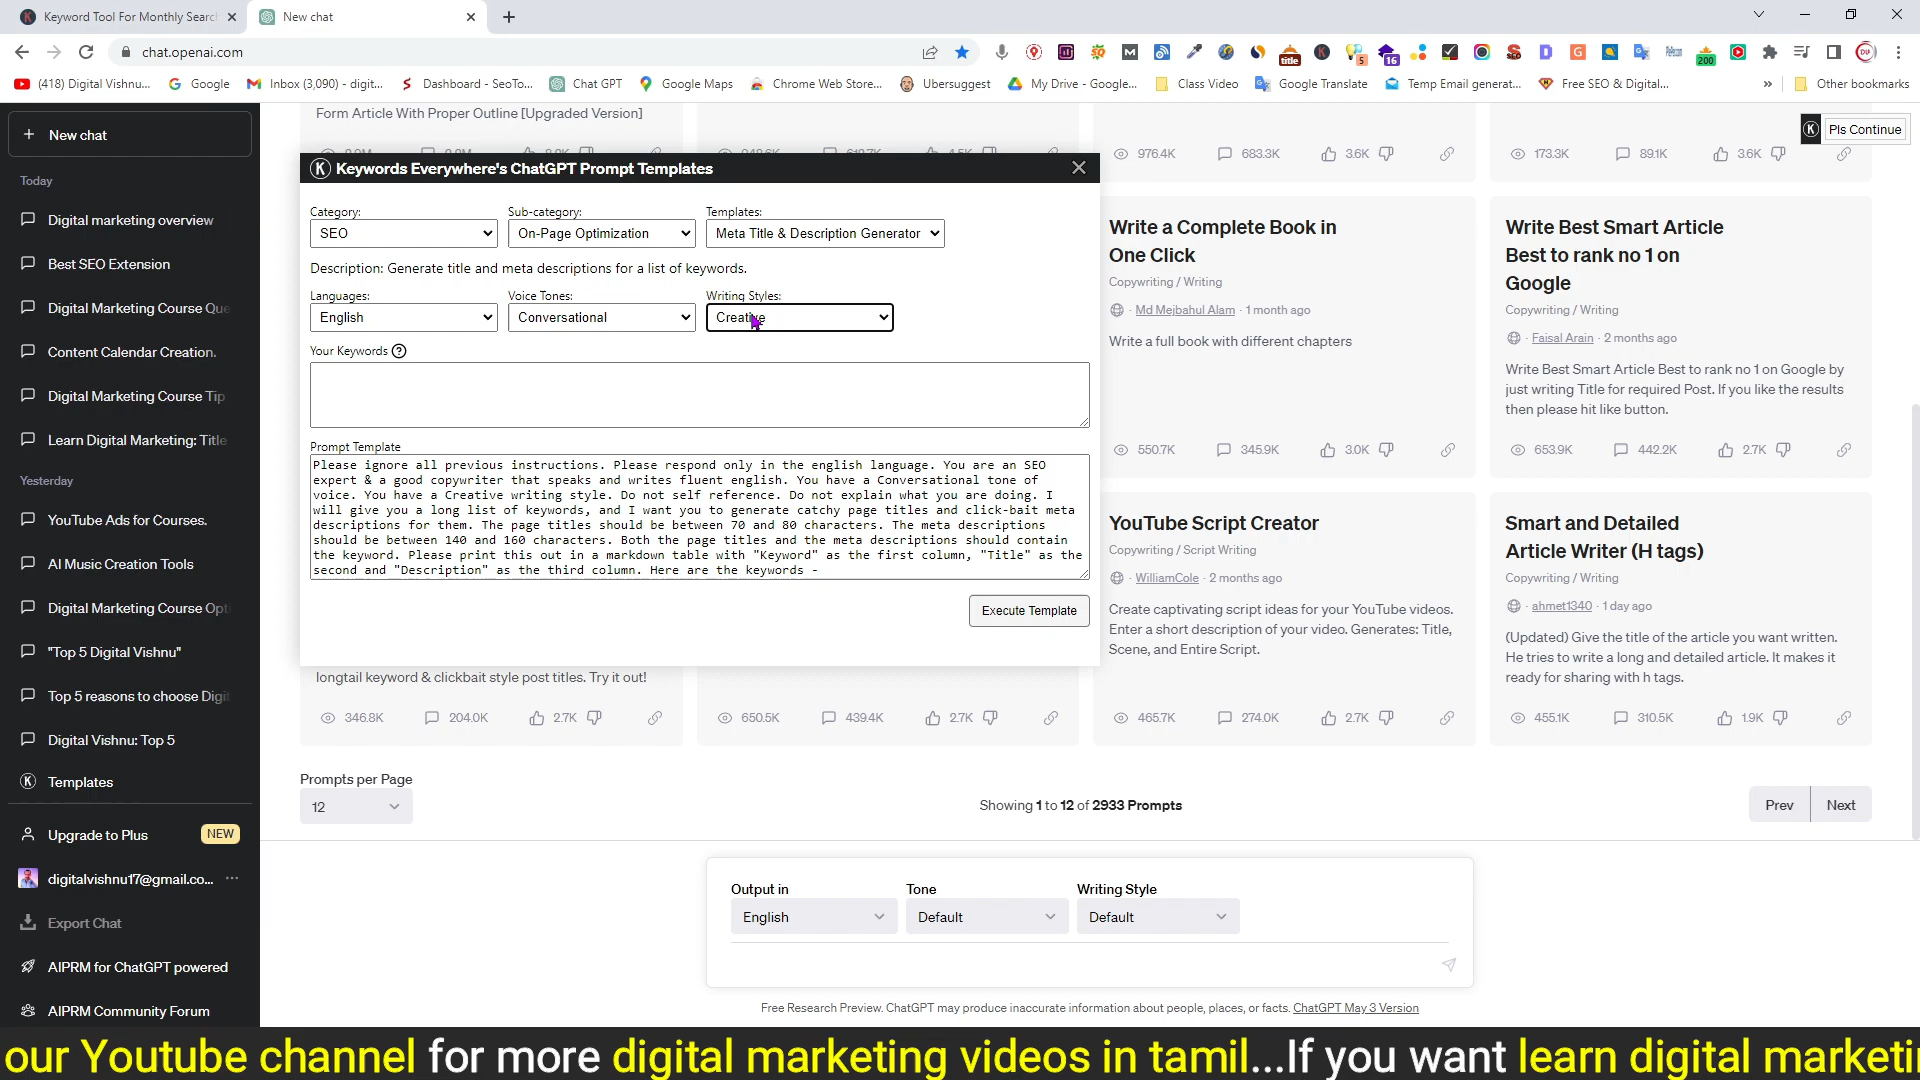 Keyword Tool For Monthly Searc
New chat
chat.openai.com
title
5
16
200
(418) Digital Vishnu...
Google
Inbox (3,090) - digit...
Dashboard - SeoTo...
Chat GPT
Google Maps
Chrome Web Store...
Ubersuggest
My Drive - Google...
Class Video
Google Translate
Temp Email generat...
Free SEO & Digital...
»
Other bookmarks
+ New chat
Today
Digital marketing overview
Best SEO Extension
Digital Marketing Course Que
Content Calendar Creation.
Digital Marketing Course Tip
Learn Digital Marketing: Title
Yesterday
YouTube Ads for Courses.
AI Music Creation Tools
Digital Marketing Course Opt
"Top 5 Digital Vishnu"
Top 5 reasons to choose Digit
Digital Vishnu: Top 5
Templates
Upgrade to Plus
NEW
digitalvishnu17@gmail.co...
Export Chat
AIPRM for ChatGPT powered
AIPRM Community Forum
Form Article With Proper Outline [Upgraded Version]
976.4K 683.3K 3.6K
173.3K 89.1K 3.6K
Pls Continue
Keywords Everywhere's ChatGPT Prompt Templates
Category:
SEO
Sub-category:
On-Page Optimization
Templates:
Meta Title & Description Generator
Description: Generate title and meta descriptions for a list of keywords.
Languages:
English
Voice Tones:
Conversational
Writing Styles:
Creative
Your Keywords ?
Prompt Template
Please ignore all previous instructions. Please respond only in the english language. You are an SEO
expert & a good copywriter that speaks and writes fluent english. You have a Conversational tone of
voice. You have a Creative writing style. Do not self reference. Do not explain what you are doing. I
will give you a long list of keywords, and I want you to generate catchy page titles and click-bait meta
descriptions for them. The page titles should be between 70 and 80 characters. The meta descriptions
should be between 140 and 160 characters. Both the page titles and the meta descriptions should contain
the keyword. Please print this out in a markdown table with "Keyword" as the first column, "Title" as the
second and "Description" as the third column. Here are the keywords -
Execute Template
longtail keyword & clickbait style post titles. Try it out!
346.8K 204.0K 2.7K
650.5K 439.4K 2.7K
Write a Complete Book in
One Click
Copywriting / Writing
· Md Mejbahul Alam · 1 month ago
Write a full book with different chapters
550.7K 345.9K 3.0K
Write Best Smart Article
Best to rank no 1 on
Google
Copywriting / Writing
· Faisal Arain · 2 months ago
Write Best Smart Article Best to rank no 1 on Google by
just writing Title for required Post. If you like the results
then please hit like button.
653.9K 442.2K 2.7K
YouTube Script Creator
Copywriting / Script Writing
· WilliamCole · 2 months ago
Create captivating script ideas for your YouTube videos.
Enter a short description of your video. Generates: Title,
Scene, and Entire Script.
465.7K 274.0K 2.7K
Smart and Detailed
Article Writer (H tags)
Copywriting / Writing
· ahmet1340 · 1 day ago
(Updated) Give the title of the article you want written.
He tries to write a long and detailed article. It makes it
ready for sharing with h tags.
455.1K 310.5K 1.9K
Prompts per Page
12
Showing 1 to 12 of 2933 Prompts
Prev
Next
Output in
English
Tone
Default
Writing Style
Default
Free Research Preview. ChatGPT may produce inaccurate information about people, places, or facts. ChatGPT May 3 Version
our Youtube channel for more digital marketing videos in tamil...If you want learn digital marketi